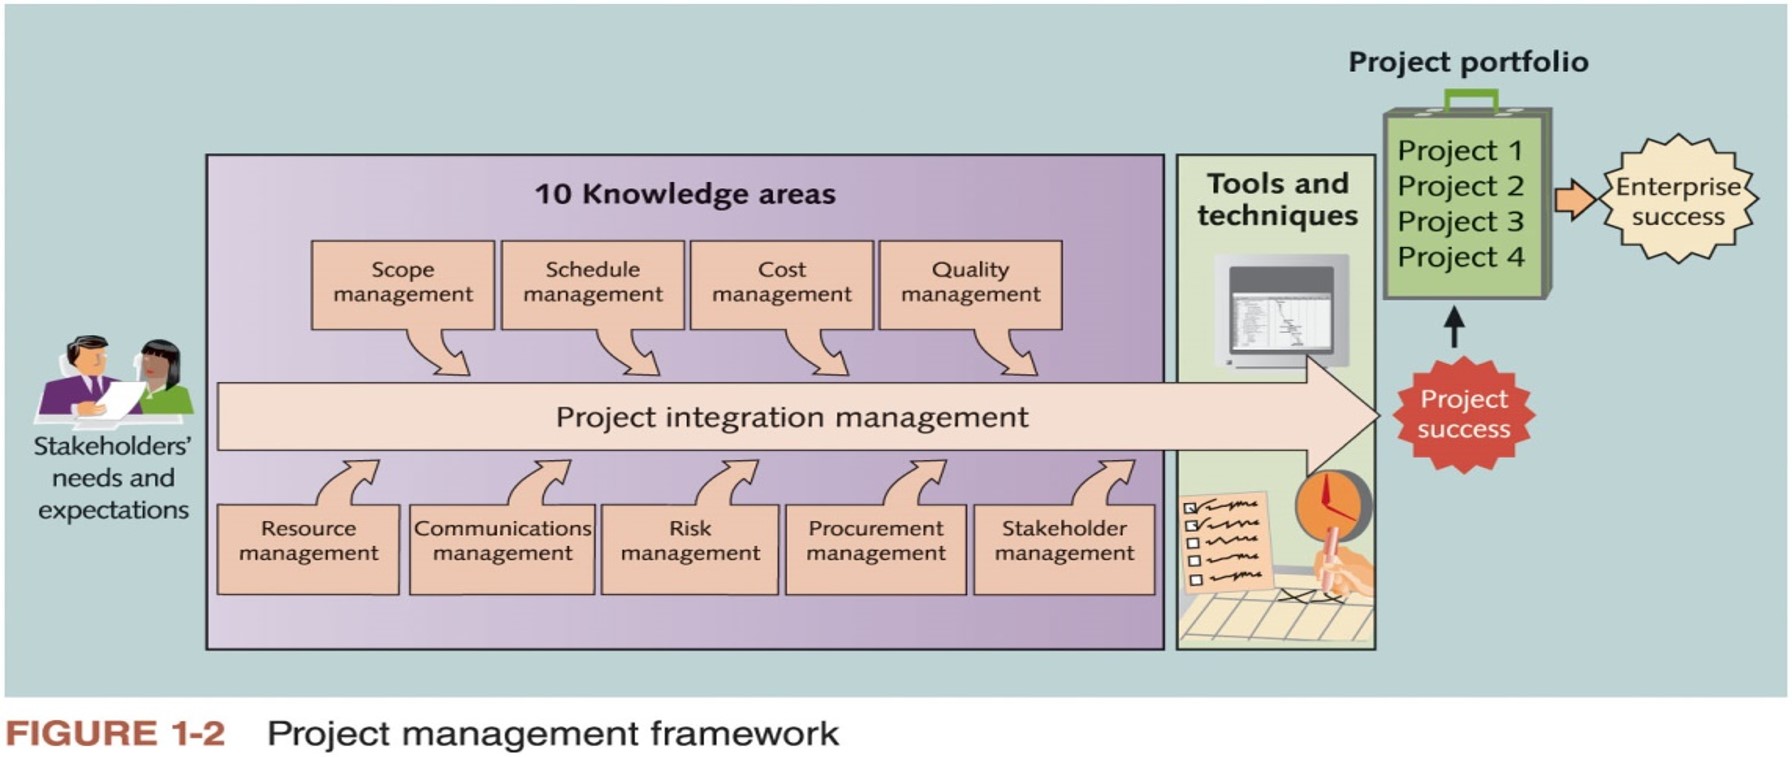 Project portfolio
Project 1
Project 2
Project 3
Project 4
Enterprise
success
10 Knowledge areas
Tools and
techniques
Scope
management
Schedule
management
Cost
management
Quality
management
Stakeholders’
needs and
expectations
Project integration management
Project
success
Resource
management
Communications
management
Risk
management
Procurement
management
Stakeholder
management
FIGURE 1-2 Project management framework